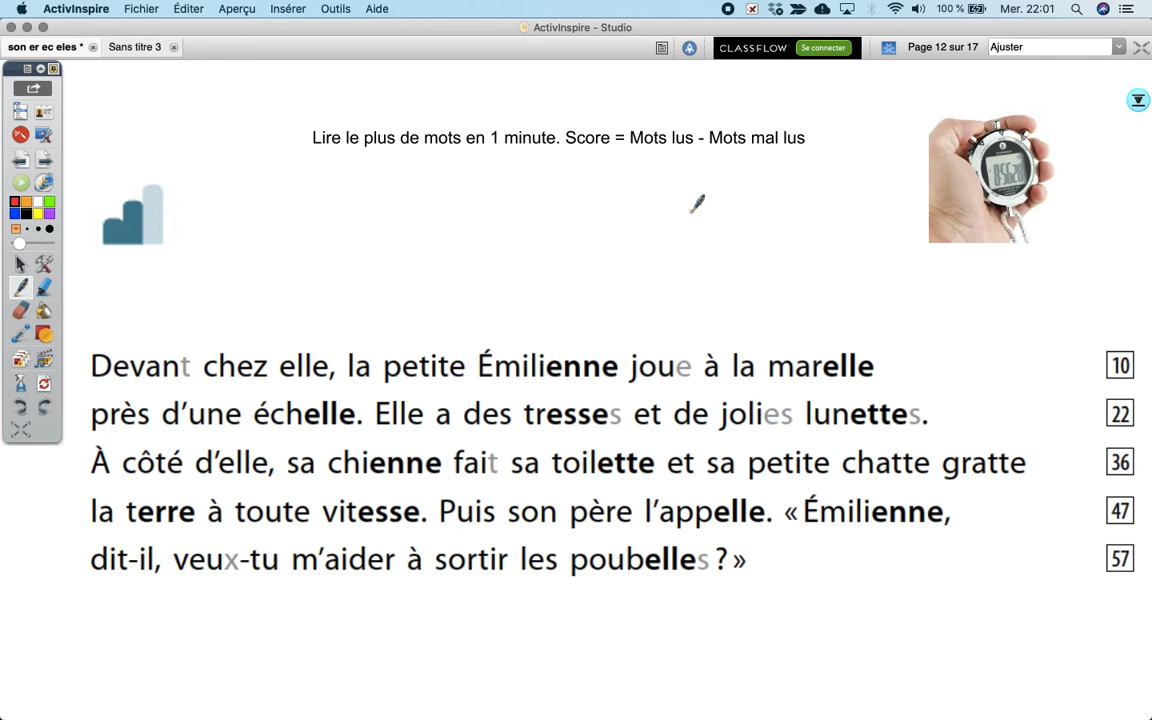 ActivInspire Fichier Éditer Aperçu Insérer Outils Aide 100 % Mer. 22:01
ActivInspire - Studio
son er ec eles * Sans titre 3 CLASSFLOW Se connecter Page 12 sur 17 Ajuster
Lire le plus de mots en 1 minute. Score = Mots lus - Mots mal lus
Devant chez elle, la petite Émilienne joue à la marelle 10
près d’une échelle. Elle a des tresses et de jolies lunettes. 22
À côté d’elle, sa chienne fait sa toilette et sa petite chatte gratte 36
la terre à toute vitesse. Puis son père l’appelle. « Émilienne, 47
dit-il, veux-tu m’aider à sortir les poubelles ? » 57